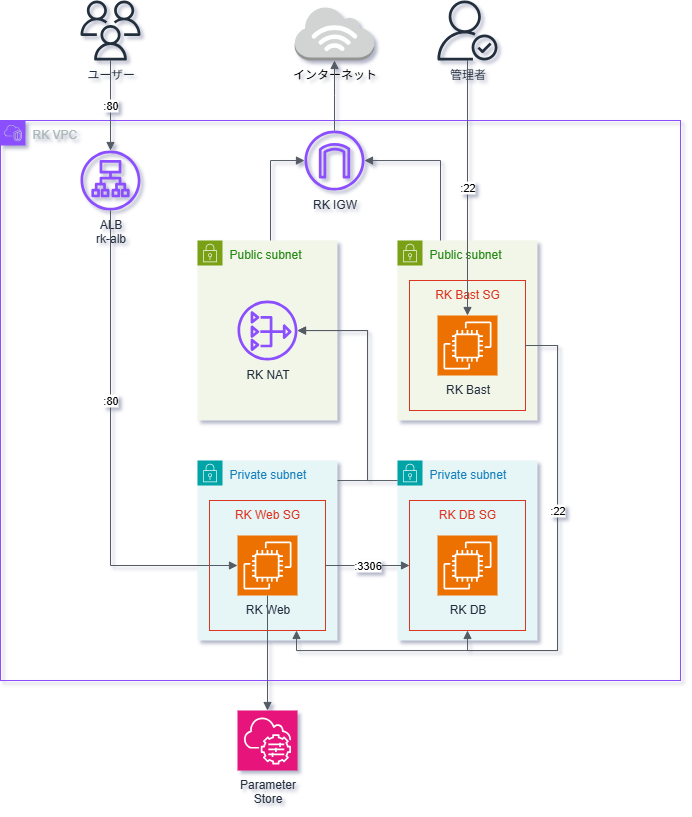 ユーザー
インターネット
管理者
:80
RK VPC
:22
ALB
rk-alb
RK IGW
Public subnet
Public subnet
RK Bast SG
RK NAT
RK Bast
:80
Private subnet
Private subnet
RK Web SG
RK DB SG
:22
:3306
RK Web
RK DB
Parameter
Store